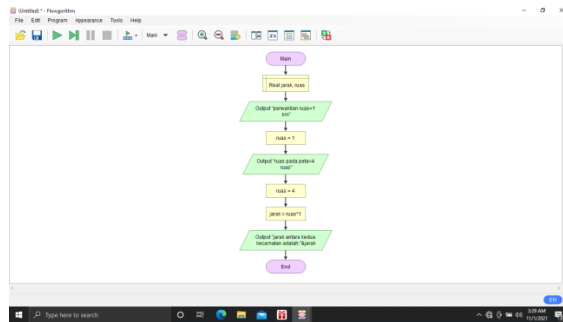 (Untitled) * - Flowgorithm
File Edit Program Appearance Tools Help
Main
Main
Real jarak, ruas
Output "perwakilan ruas=1
km"
ruas = 1
Output "ruas pada peta=4
ruas"
ruas = 4
jarak = ruas*1
Output "jarak antara kedua
kecamatan adalah "&jarak
End
Type here to search
3:29 AM
11/1/2021